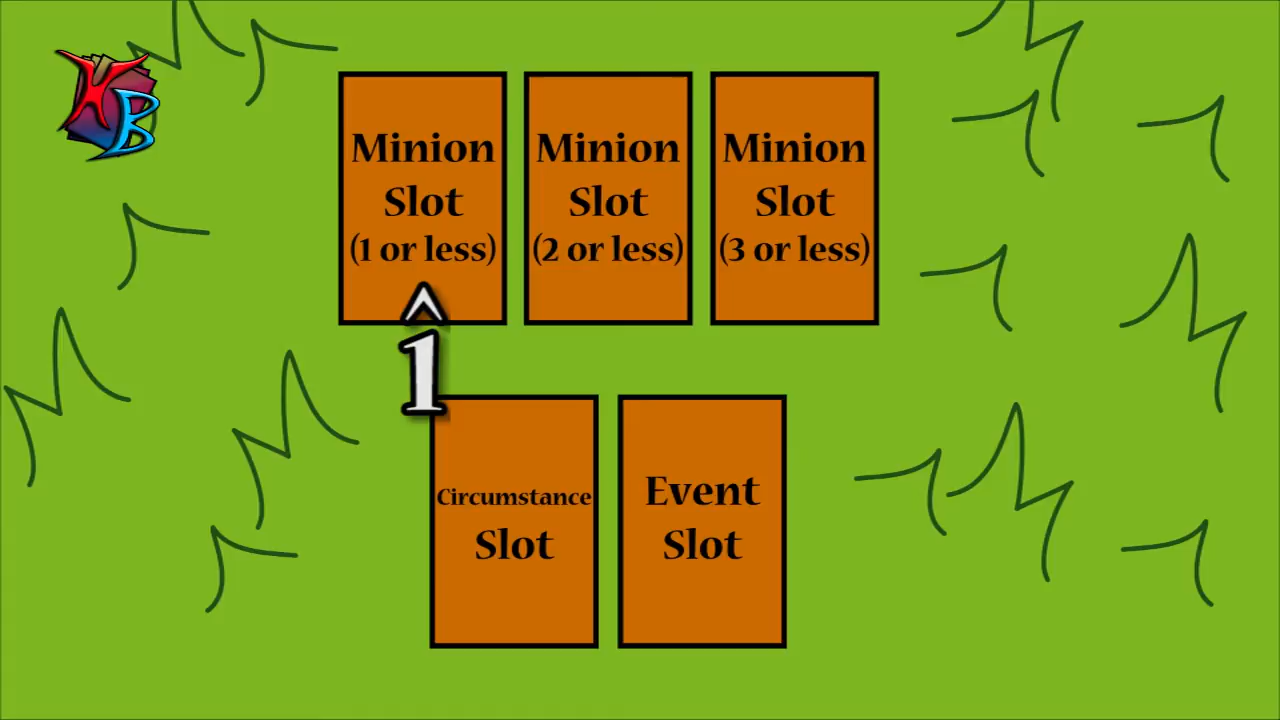 KB
Minion
Slot
(1 or less)
Minion
Slot
(2 or less)
Minion
Slot
(3 or less)
^
1
Circumstance
Slot
Event
Slot